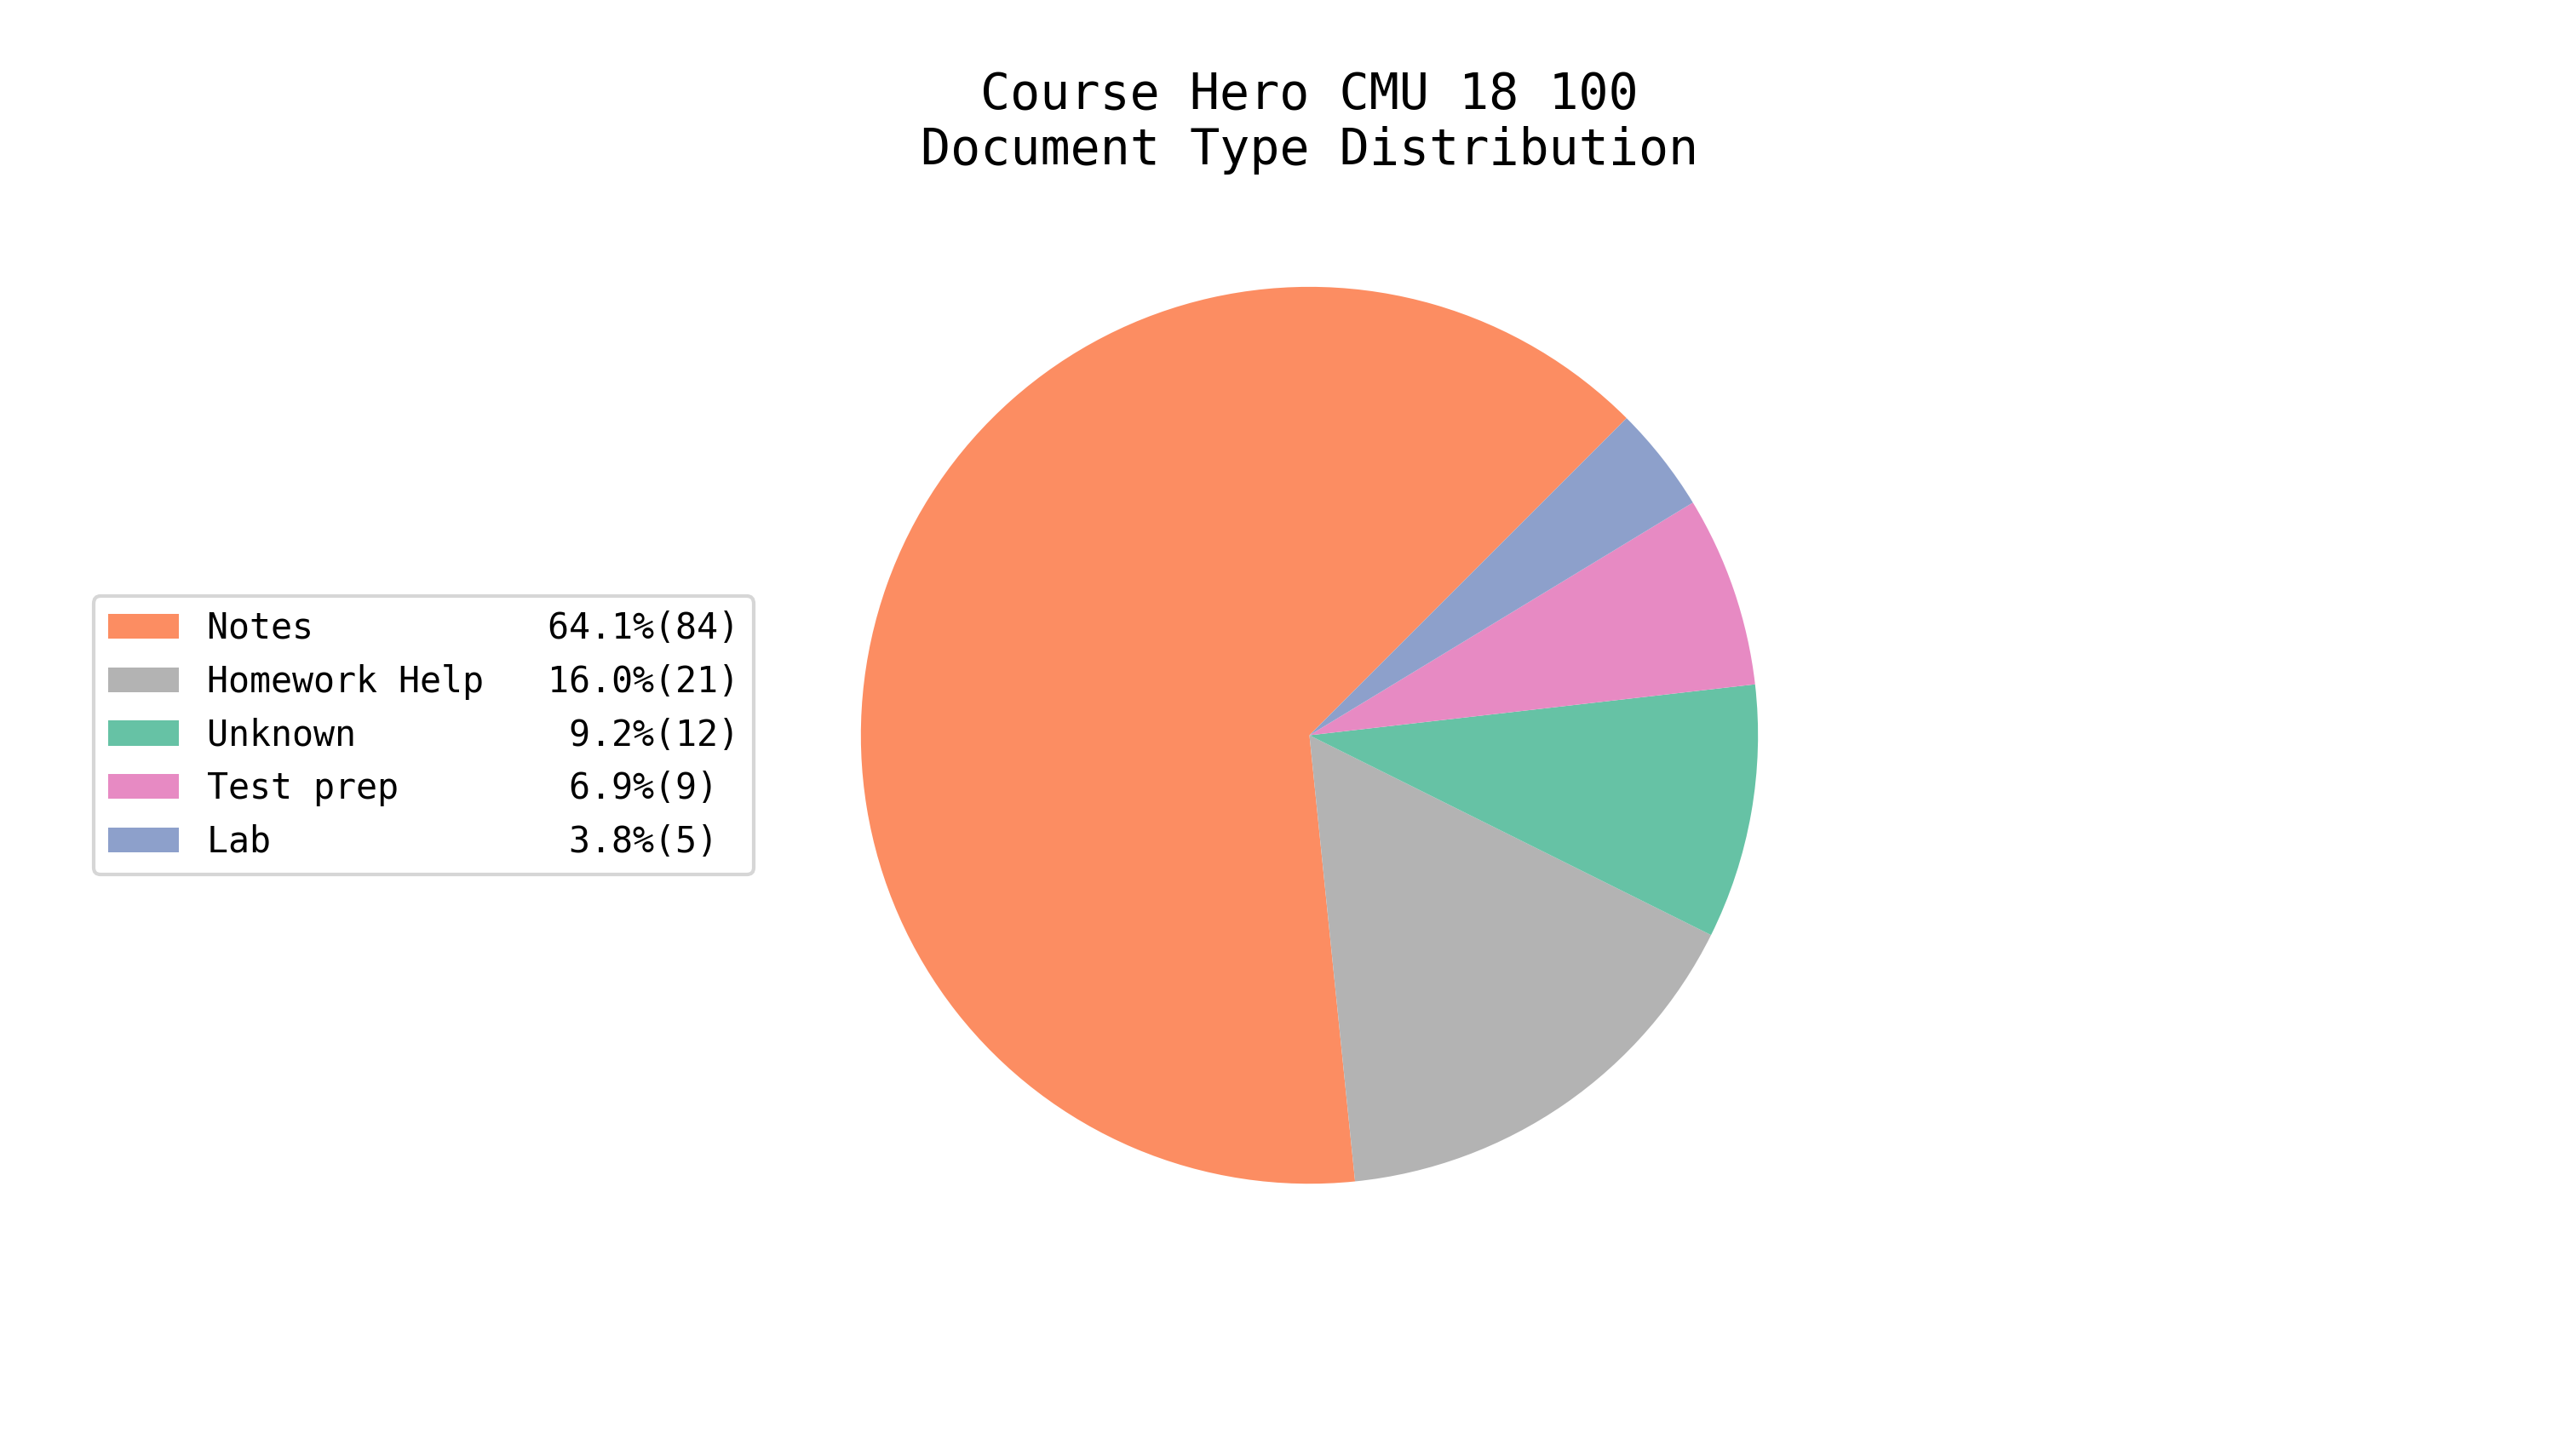 Course Hero CMU 18 100
Document Type Distribution
Notes 64.1%(84)
Homework Help 16.0%(21)
Unknown 9.2%(12)
Test prep 6.9%(9)
Lab 3.8%(5)